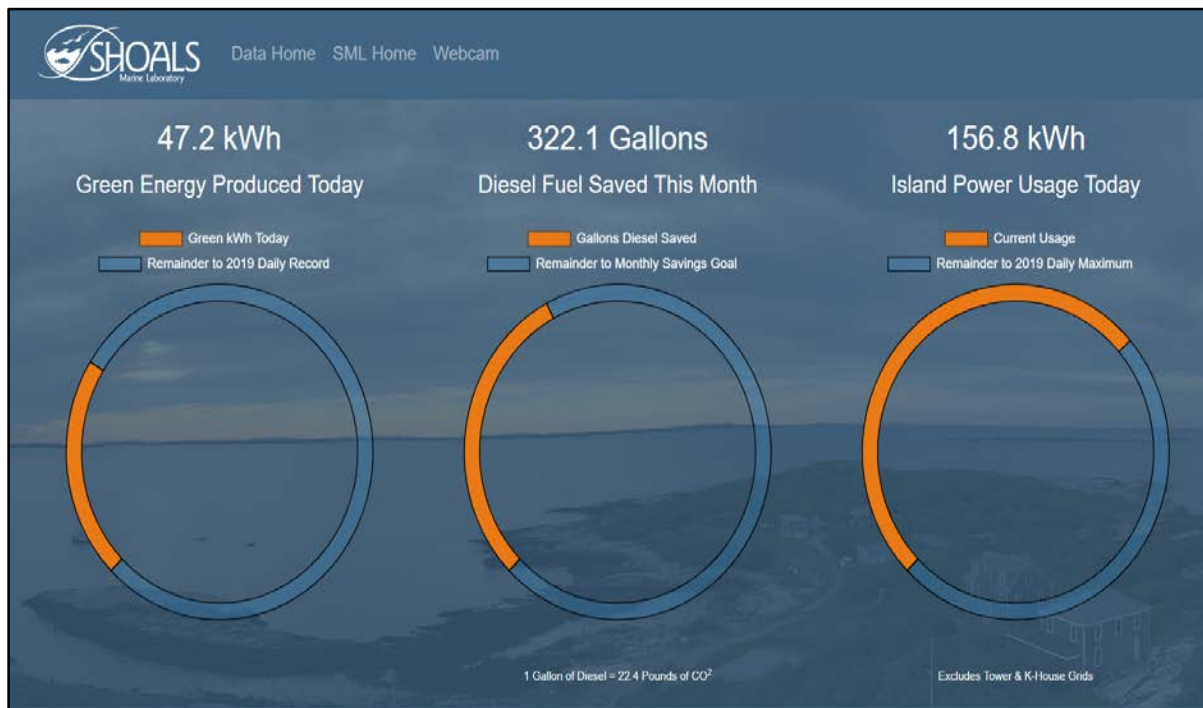 SHOALS
Marine Laboratory
Data Home SML Home Webcam
47.2 kWh
Green Energy Produced Today
Green kWh Today
Remainder to 2019 Daily Record
322.1 Gallons
Diesel Fuel Saved This Month
Gallons Diesel Saved
Remainder to Monthly Savings Goal
1 Gallon of Diesel = 22.4 Pounds of CO²
156.8 kWh
Island Power Usage Today
Current Usage
Remainder to 2019 Daily Maximum
Excludes Tower & K-House Grids